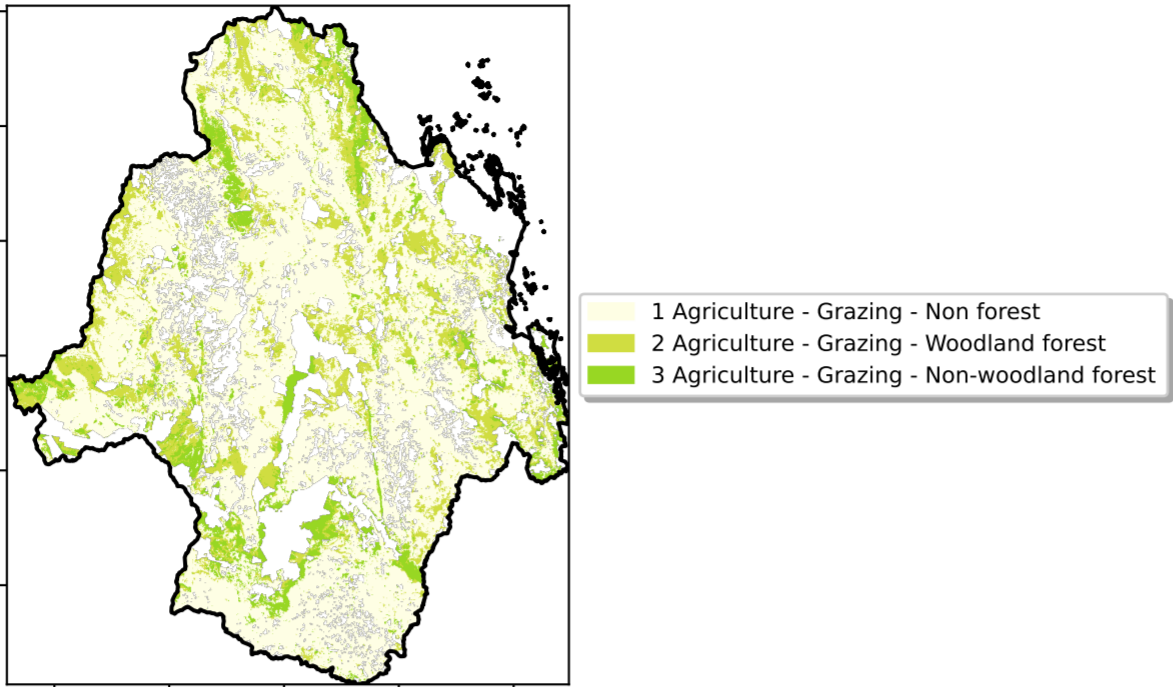 1 Agriculture - Grazing - Non forest
2 Agriculture - Grazing - Woodland forest
3 Agriculture - Grazing - Non-woodland forest